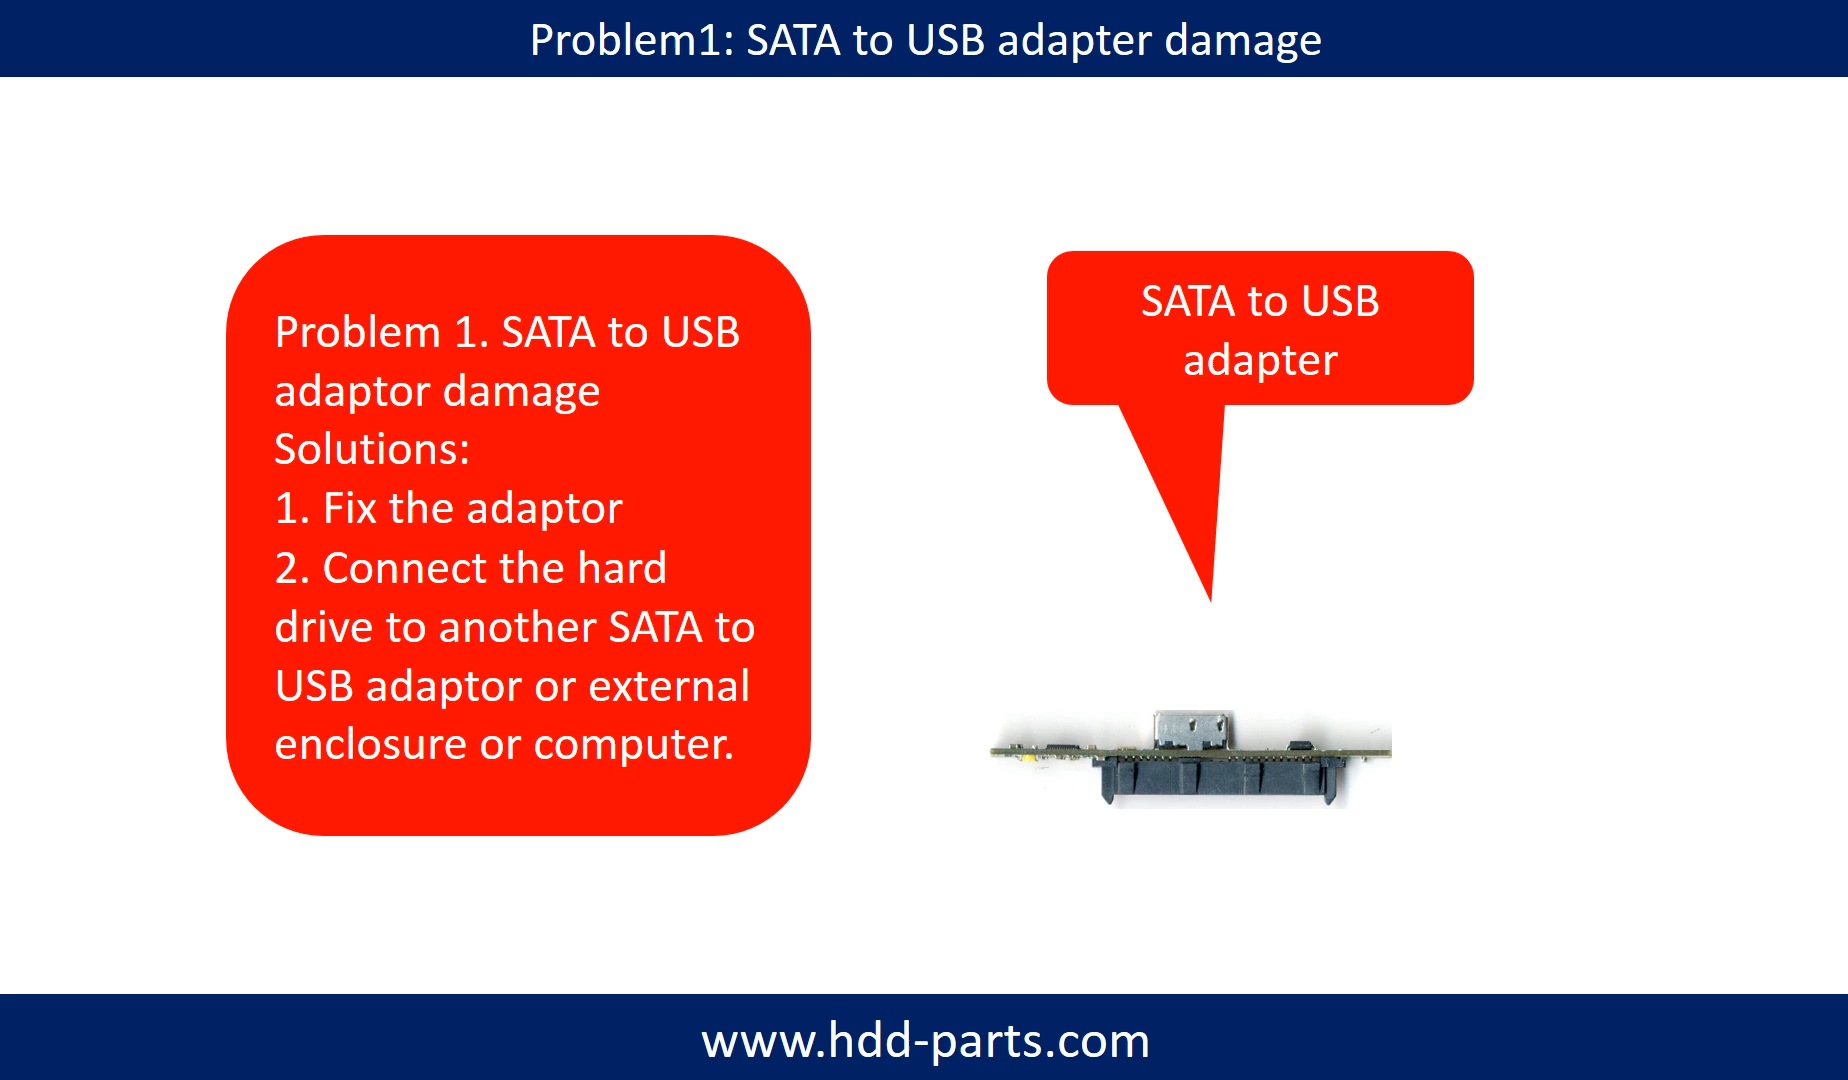 Problem1: SATA to USB adapter damage
Problem 1. SATA to USB
adaptor damage
Solutions:
1. Fix the adaptor
2. Connect the hard
drive to another SATA to
USB adaptor or external
enclosure or computer.
SATA to USB
adapter
www.hdd-parts.com